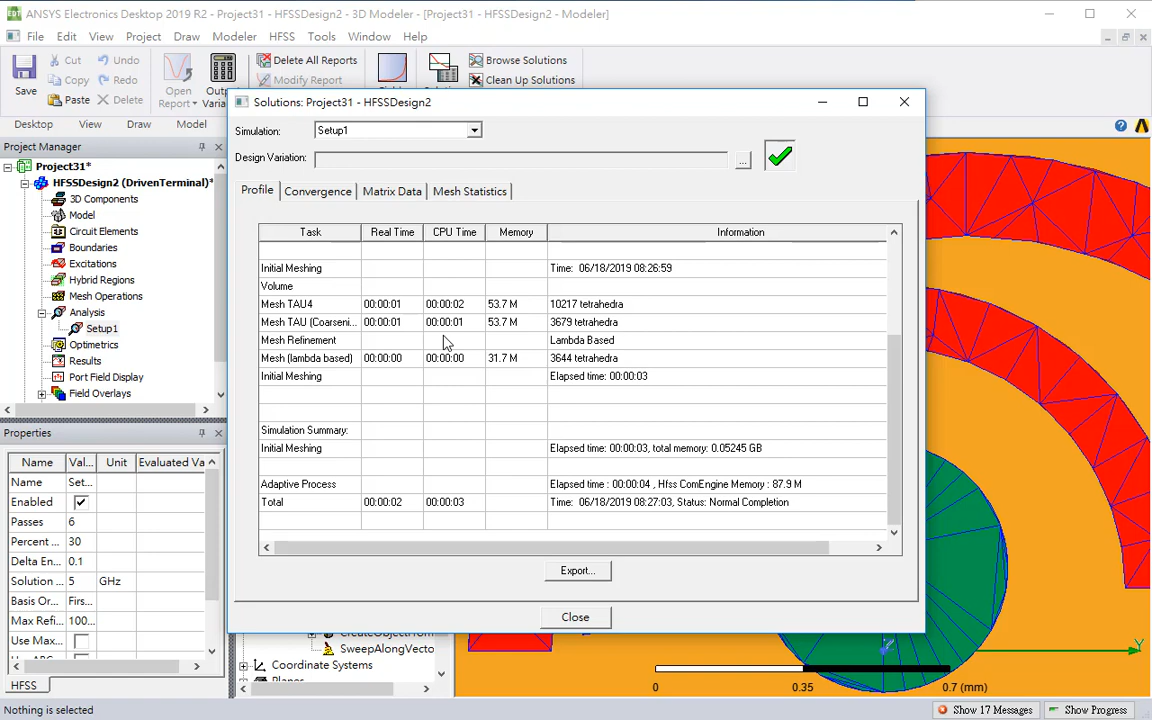 ANSYS Electronics Desktop 2019 R2 - Project31 - HFSSDesign2 - 3D Modeler - [Project31 - HFSSDesign2 - Modeler]
File Edit View Project Draw Modeler HFSS Tools Window Help
Save
Cut
Copy
Paste
Undo
Redo
Delete
Open
Report
Delete All Reports
Modify Report
Browse Solutions
Clean Up Solutions
Desktop View Draw Model
Project Manager
Project31*
HFSSDesign2 (DrivenTerminal)*
3D Components
Model
Circuit Elements
Boundaries
Excitations
Hybrid Regions
Mesh Operations
Analysis
Setup1
Optimetrics
Results
Port Field Display
Field Overlays
Properties
Name Val... Unit Evaluated Va
Name Set...
Enabled
Passes 6
Percent ... 30
Delta En... 0.1
Solution ... 5 GHz
Basis Or... Firs...
Max Refi... 100...
Use Max...
HFSS
Nothing is selected
Solutions: Project31 - HFSSDesign2
Simulation: Setup1
Design Variation: ...
Profile Convergence Matrix Data Mesh Statistics
Task Real Time CPU Time Memory Information
Initial Meshing Time: 06/18/2019 08:26:59
Volume
Mesh TAU4 00:00:01 00:00:02 53.7 M 10217 tetrahedra
Mesh TAU (Coarseni... 00:00:01 00:00:01 53.7 M 3679 tetrahedra
Mesh Refinement Lambda Based
Mesh (lambda based) 00:00:00 00:00:00 31.7 M 3644 tetrahedra
Initial Meshing Elapsed time: 00:00:03
Simulation Summary:
Initial Meshing Elapsed time: 00:00:03, total memory: 0.05245 GB
Adaptive Process Elapsed time : 00:00:04 , Hfss ComEngine Memory : 87.9 M
Total 00:00:02 00:00:03 Time: 06/18/2019 08:27:03, Status: Normal Completion
Export...
Close
SweepAlongVecto
Coordinate Systems
Y
0 0.35 0.7 (mm)
Show 17 Messages
Show Progress